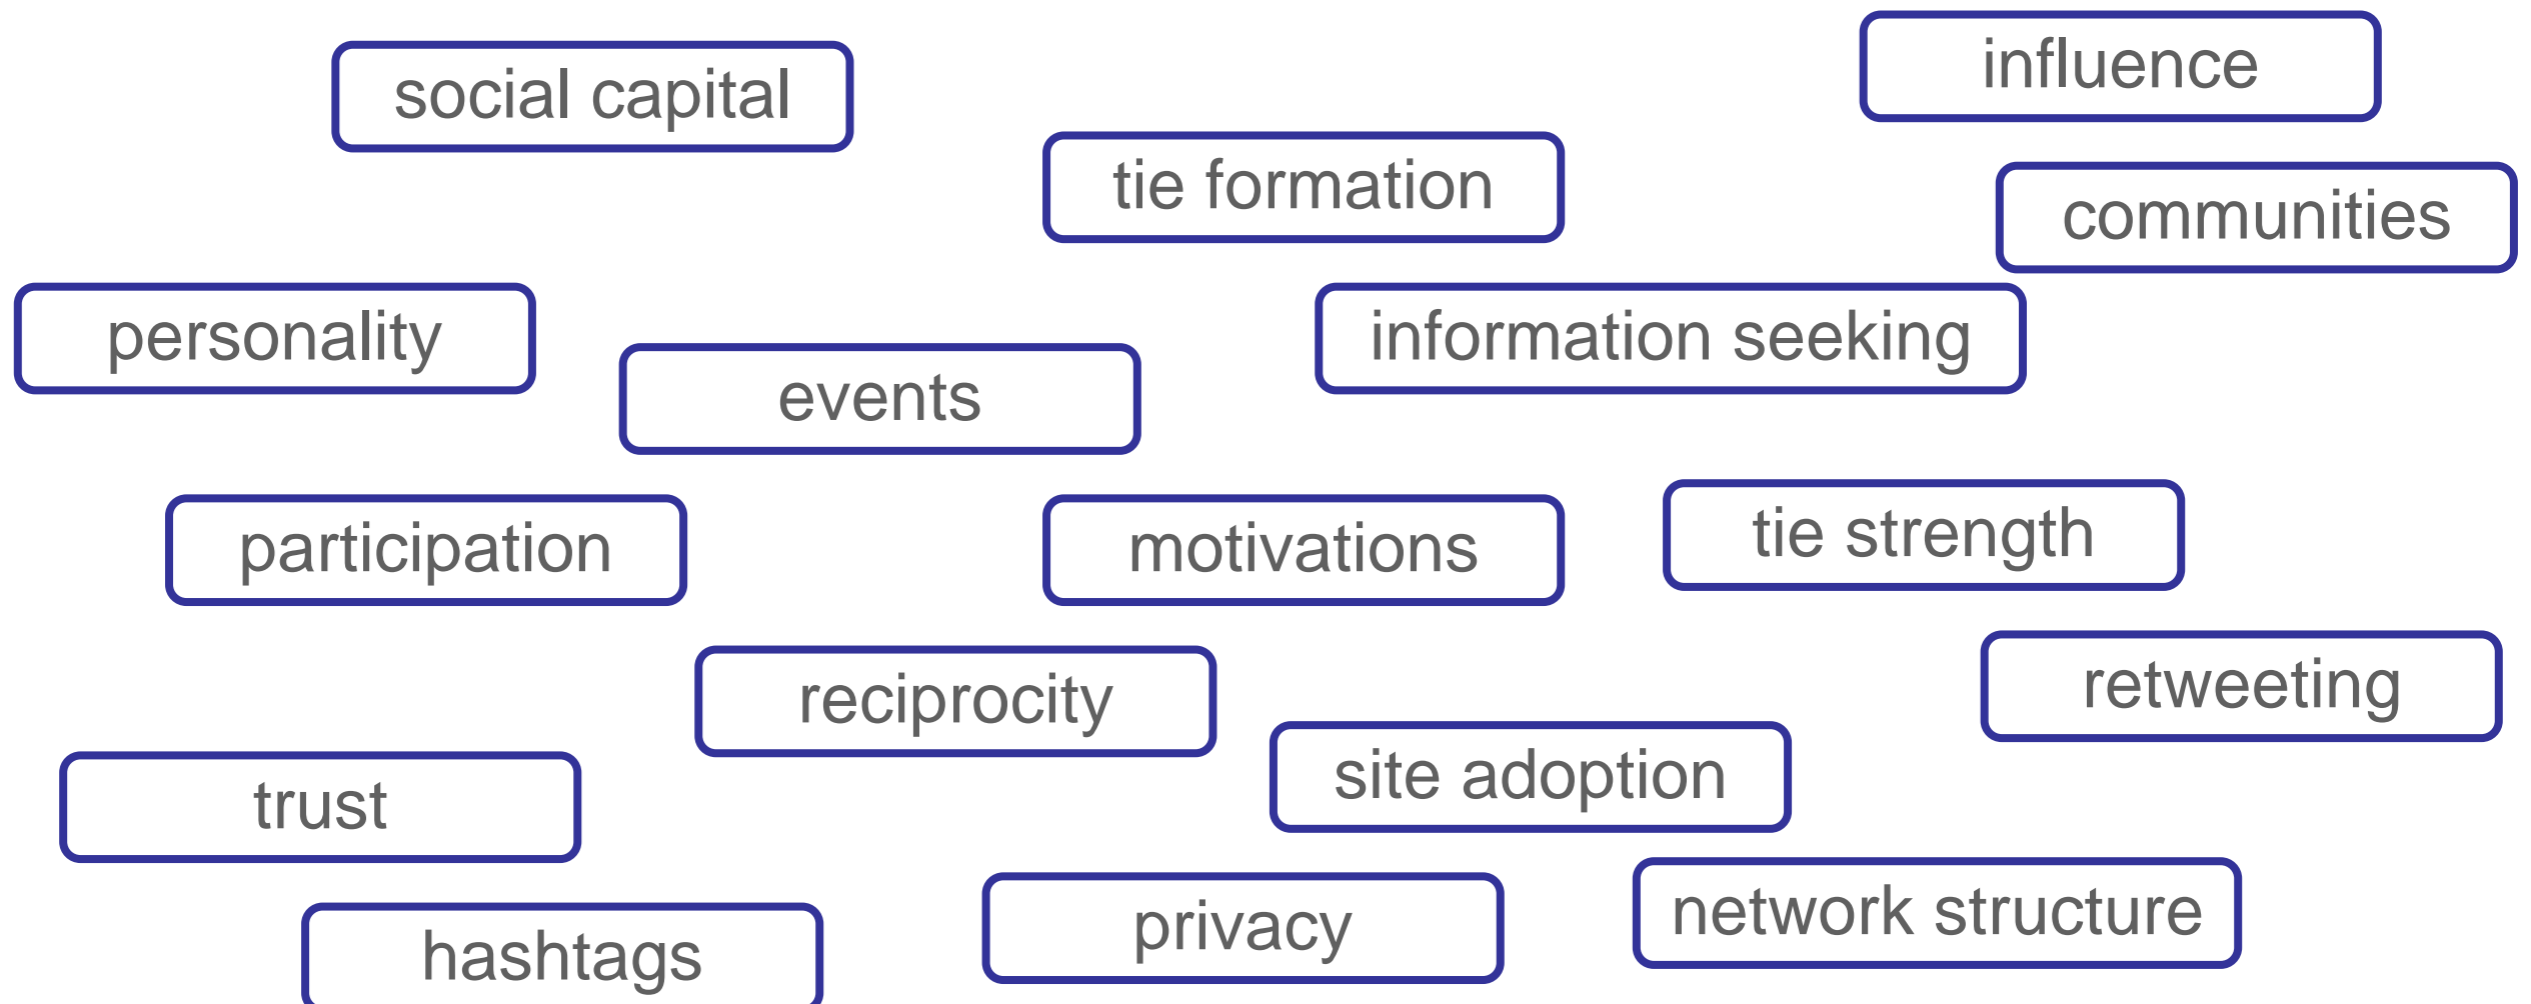 social capital
influence
tie formation
communities
personality
information seeking
events
participation
motivations
tie strength
reciprocity
retweeting
site adoption
trust
privacy
network structure
hashtags